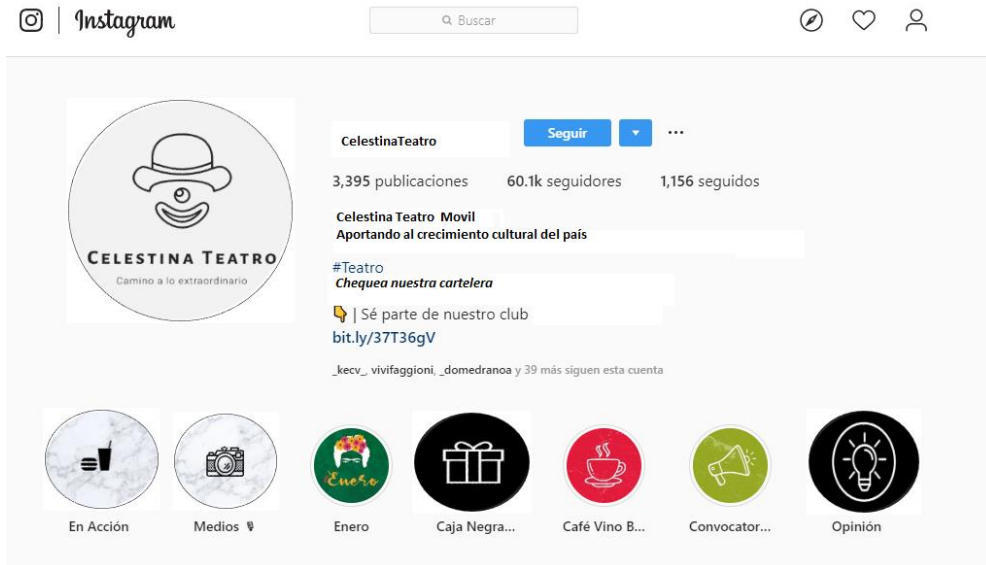 Instagram
Buscar
CelestinaTeatro
Seguir
...
3,395 publicaciones 60.1k seguidores 1,156 seguidos
Celestina Teatro Movil
Aportando al crecimiento cultural del país
CELESTINA TEATRO
Camino a lo extraordinario
#Teatro
Chequea nuestra cartelera
👇 | Sé parte de nuestro club
bit.ly/37T36gV
_kecv_, vivifaggioni, _domedranoa y 39 más siguen esta cuenta
Enero
En Acción
Medios 🎙
Enero
Caja Negra...
Café Vino B...
Convocator...
Opinión